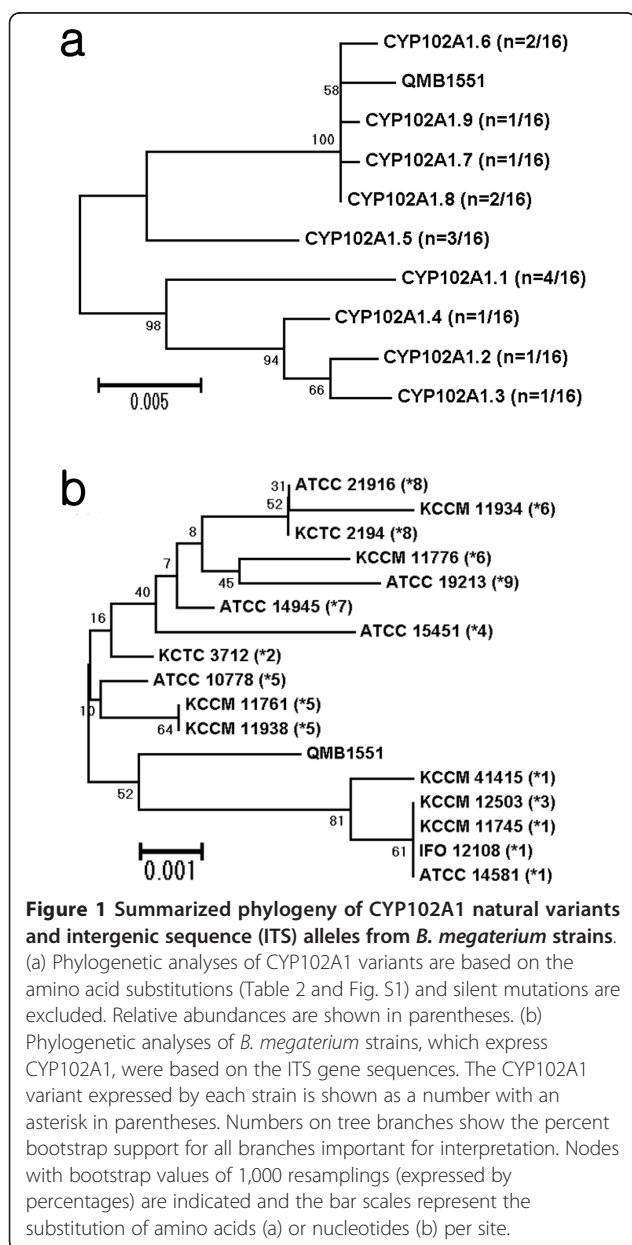 a
CYP102A1.6 (n=2/16)
QMB1551
58
CYP102A1.9 (n=1/16)
100
CYP102A1.7 (n=1/16)
CYP102A1.8 (n=2/16)
CYP102A1.5 (n=3/16)
CYP102A1.1 (n=4/16)
98
CYP102A1.4 (n=1/16)
94
CYP102A1.2 (n=1/16)
66
CYP102A1.3 (n=1/16)
0.005
b
31
ATCC 21916 (*8)
52
KCCM 11934 (*6)
KCTC 2194 (*8)
8
KCCM 11776 (*6)
7
45
ATCC 19213 (*9)
40
ATCC 14945 (*7)
16
ATCC 15451 (*4)
KCTC 3712 (*2)
ATCC 10778 (*5)
10
KCCM 11761 (*5)
64
KCCM 11938 (*5)
QMB1551
52
KCCM 41415 (*1)
81
KCCM 12503 (*3)
KCCM 11745 (*1)
61
IFO 12108 (*1)
ATCC 14581 (*1)
0.001
Figure 1 Summarized phylogeny of CYP102A1 natural variants
and intergenic sequence (ITS) alleles from B. megaterium strains.
(a) Phylogenetic analyses of CYP102A1 variants are based on the
amino acid substitutions (Table 2 and Fig. S1) and silent mutations are
excluded. Relative abundances are shown in parentheses. (b)
Phylogenetic analyses of B. megaterium strains, which express
CYP102A1, were based on the ITS gene sequences. The CYP102A1
variant expressed by each strain is shown as a number with an
asterisk in parentheses. Numbers on tree branches show the percent
bootstrap support for all branches important for interpretation. Nodes
with bootstrap values of 1,000 resamplings (expressed by
percentages) are indicated and the bar scales represent the
substitution of amino acids (a) or nucleotides (b) per site.